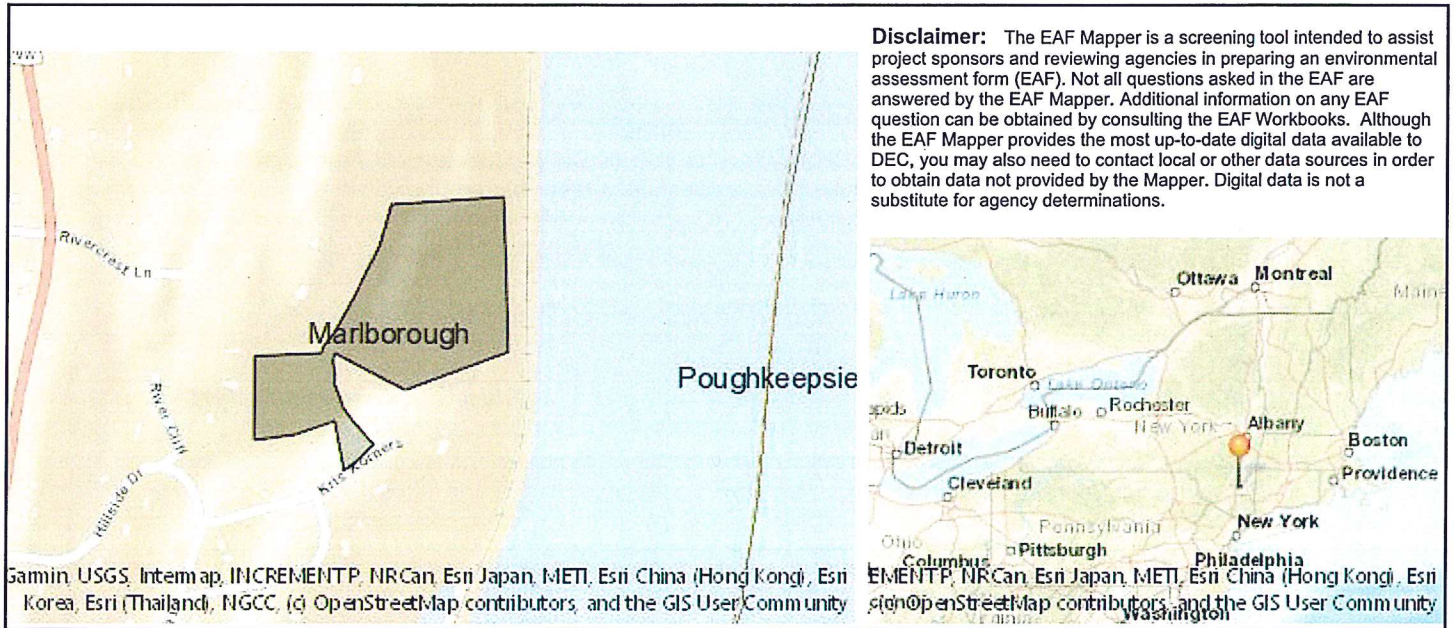 Disclaimer: The EAF Mapper is a screening tool intended to assist
project sponsors and reviewing agencies in preparing an environmental
assessment form (EAF). Not all questions asked in the EAF are
answered by the EAF Mapper. Additional information on any EAF
question can be obtained by consulting the EAF Workbooks. Although
the EAF Mapper provides the most up-to-date digital data available to
DEC, you may also need to contact local or other data sources in order
to obtain data not provided by the Mapper. Digital data is not a
substitute for agency determinations.
9W
Rivercrest Ln
Marlborough
Poughkeepsie
River Cliff
Hillside Dr
Kris Korners
Garmin, USGS, Intermap, INCREMENT P, NRCan, Esri Japan, METI, Esri China (Hong Kong), Esri
Korea, Esri (Thailand), NGCC, (c) OpenStreetMap contributors, and the GIS User Community
Ottawa
Montreal
Lake Huron
Maine
Toronto
Lake Ontario
apids
Buffalo
Rochester
New York
Albany
Detroit
Boston
Providence
Cleveland
Pennsylvania
New York
Ohio
Pittsburgh
Columbus
Philadelphia
EMENT P, NRCan, Esri Japan, METI, Esri China (Hong Kong), Esri
(c) OpenStreetMap contributors, and the GIS User Community
Washington
Virginia